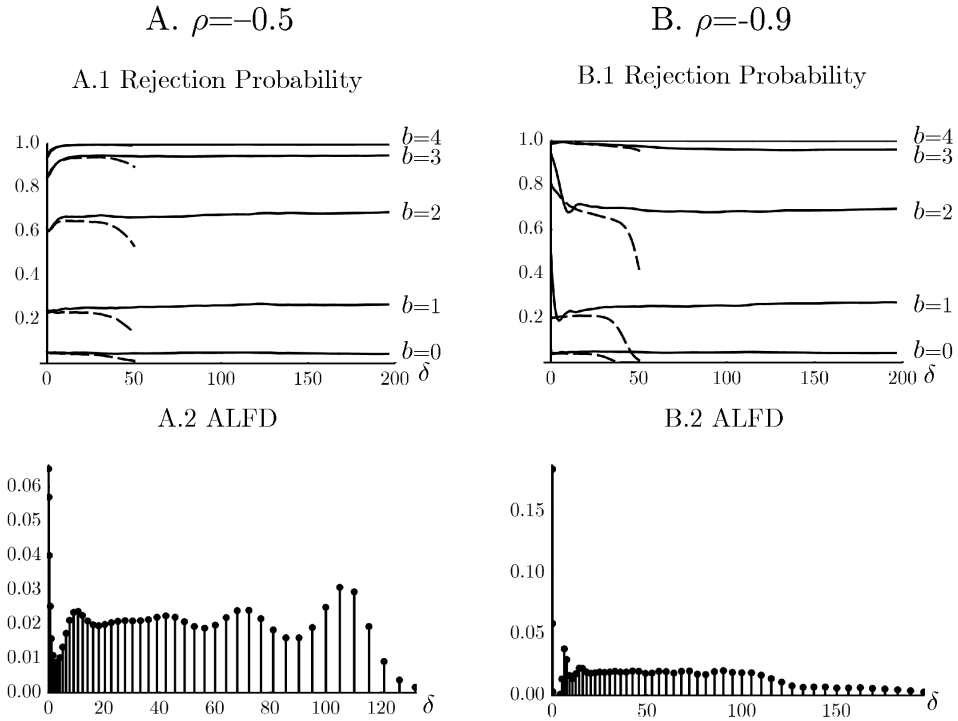 A. ρ=–0.5
A.1 Rejection Probability
1.0
0.8
0.6
0.4
0.2
b=4
b=3
b=2
b=1
b=0
0 50 100 150 200 δ
A.2 ALFD
0.06
0.05
0.04
0.03
0.02
0.01
0.00
0 20 40 60 80 100 120 δ
B. ρ=-0.9
B.1 Rejection Probability
1.0
0.8
0.6
0.4
0.2
b=4
b=3
b=2
b=1
b=0
0 50 100 150 200 δ
B.2 ALFD
0.15
0.10
0.05
0.00
0 50 100 150 δ